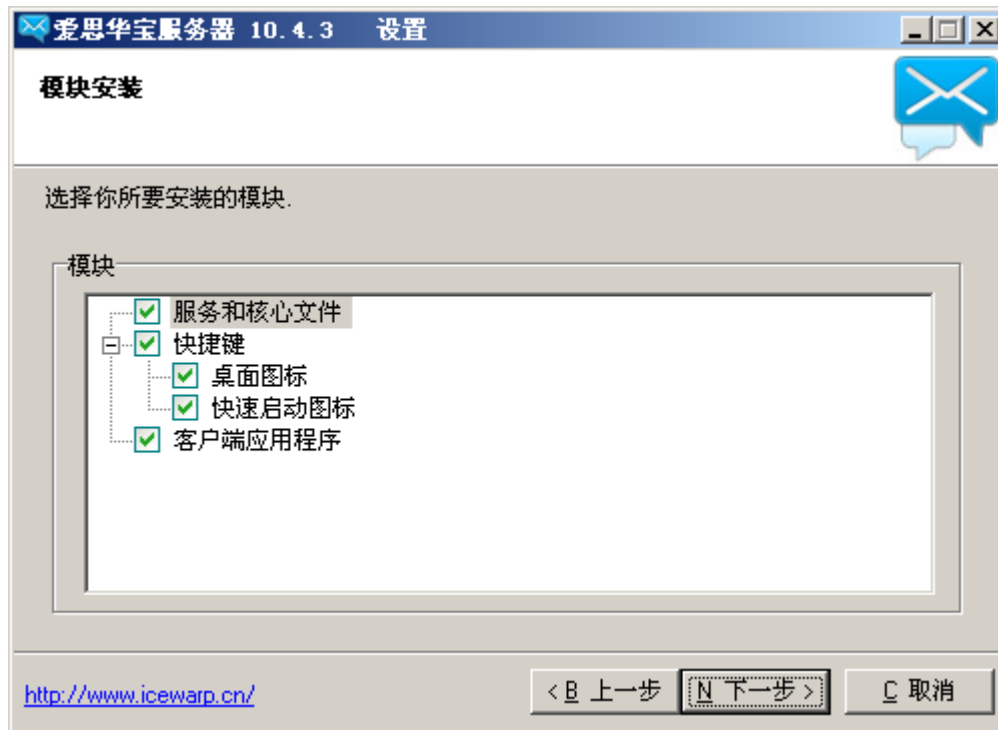 爱思华宝服务器 10.4.3 设置
模块安装
选择你所要安装的模块.
模块
服务和核心文件
快捷键
桌面图标
快速启动图标
客户端应用程序
http://www.icewarp.cn/
< B 上一步
N 下一步 >
C 取消